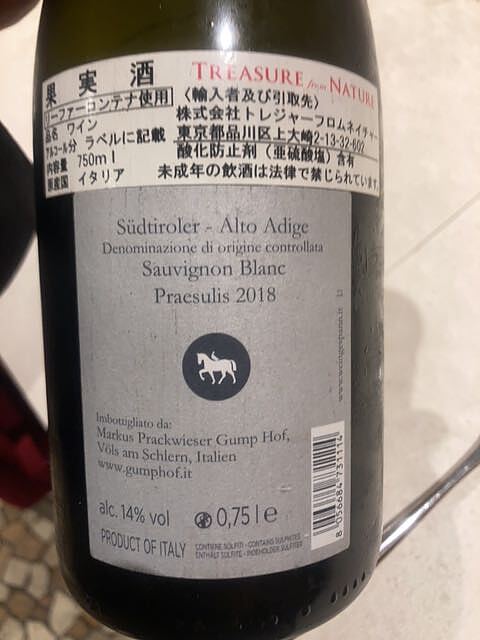 果実酒 TREASURE from NATURE
リーファーコンテナ使用 〈輸入者及び引取先〉
品名 ワイン 株式会社トレジャーフロムネイチャー
アルコール分 ラベルに記載 東京都品川区上大崎2-13-32-602
内容量 750ml 酸化防止剤（亜硫酸塩）含有
原産国 イタリア 未成年の飲酒は法律で禁じられています.
Südtiroler - Alto Adige
Denominazione di origine controllata
Sauvignon Blanc
Praesulis 2018
www.weingespann.it
Imbottigliato da:
Markus Prackwieser Gump Hof,
Völs am Schlern, Italien
www.gumphof.it
alc. 14% vol 0,75 l e
PRODUCT OF ITALY
CONTIENE SOLFITI - CONTAINS SULPHITES
ENTHÄLT SULFITE - INDEHOLDER SULFITTER
8 056684 731114